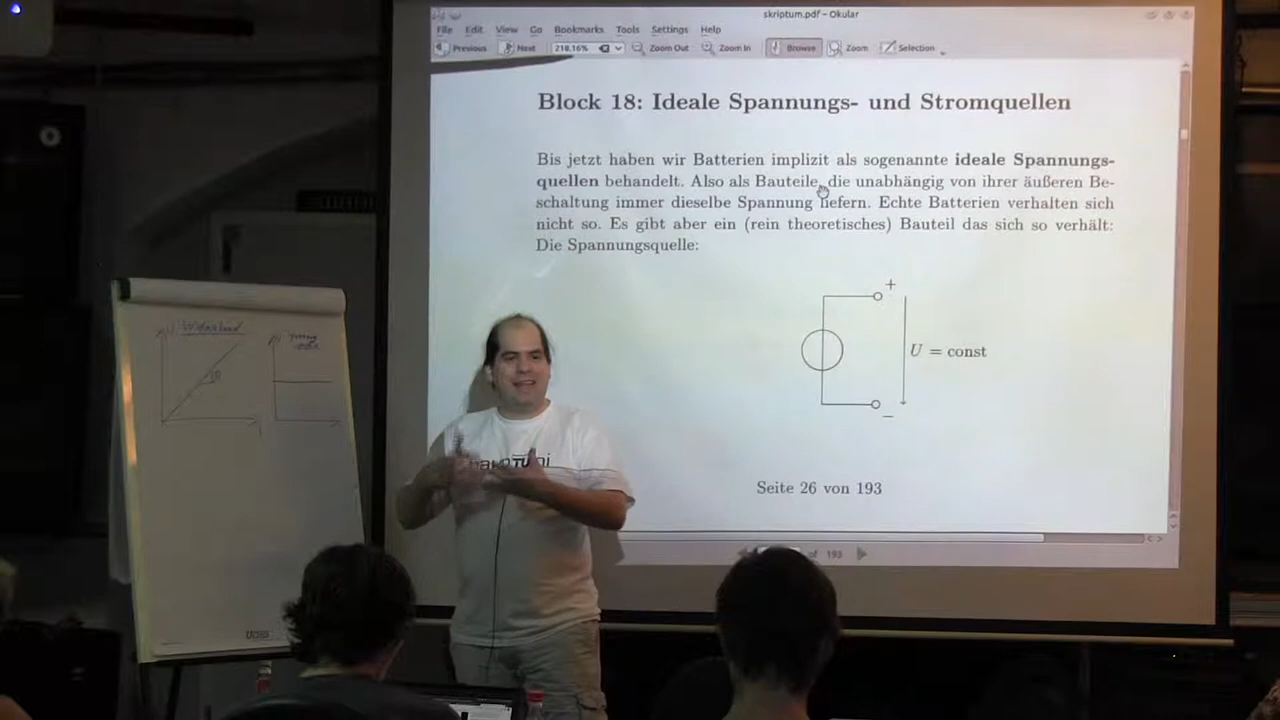 skriptum.pdf – Okular
File Edit View Go Bookmarks Tools Settings Help
Previous Next 218.16% Zoom Out Zoom In Browse Zoom Selection
Block 18: Ideale Spannungs- und Stromquellen
Bis jetzt haben wir Batterien implizit als sogenannte ideale Spannungs-
quellen behandelt. Also als Bauteile, die unabhängig von ihrer äußeren Be-
schaltung immer dieselbe Spannung liefern. Echte Batterien verhalten sich
nicht so. Es gibt aber ein (rein theoretisches) Bauteil das sich so verhält:
Die Spannungsquelle:
+
U = const
−
Seite 26 von 193
of 193
Widerstand